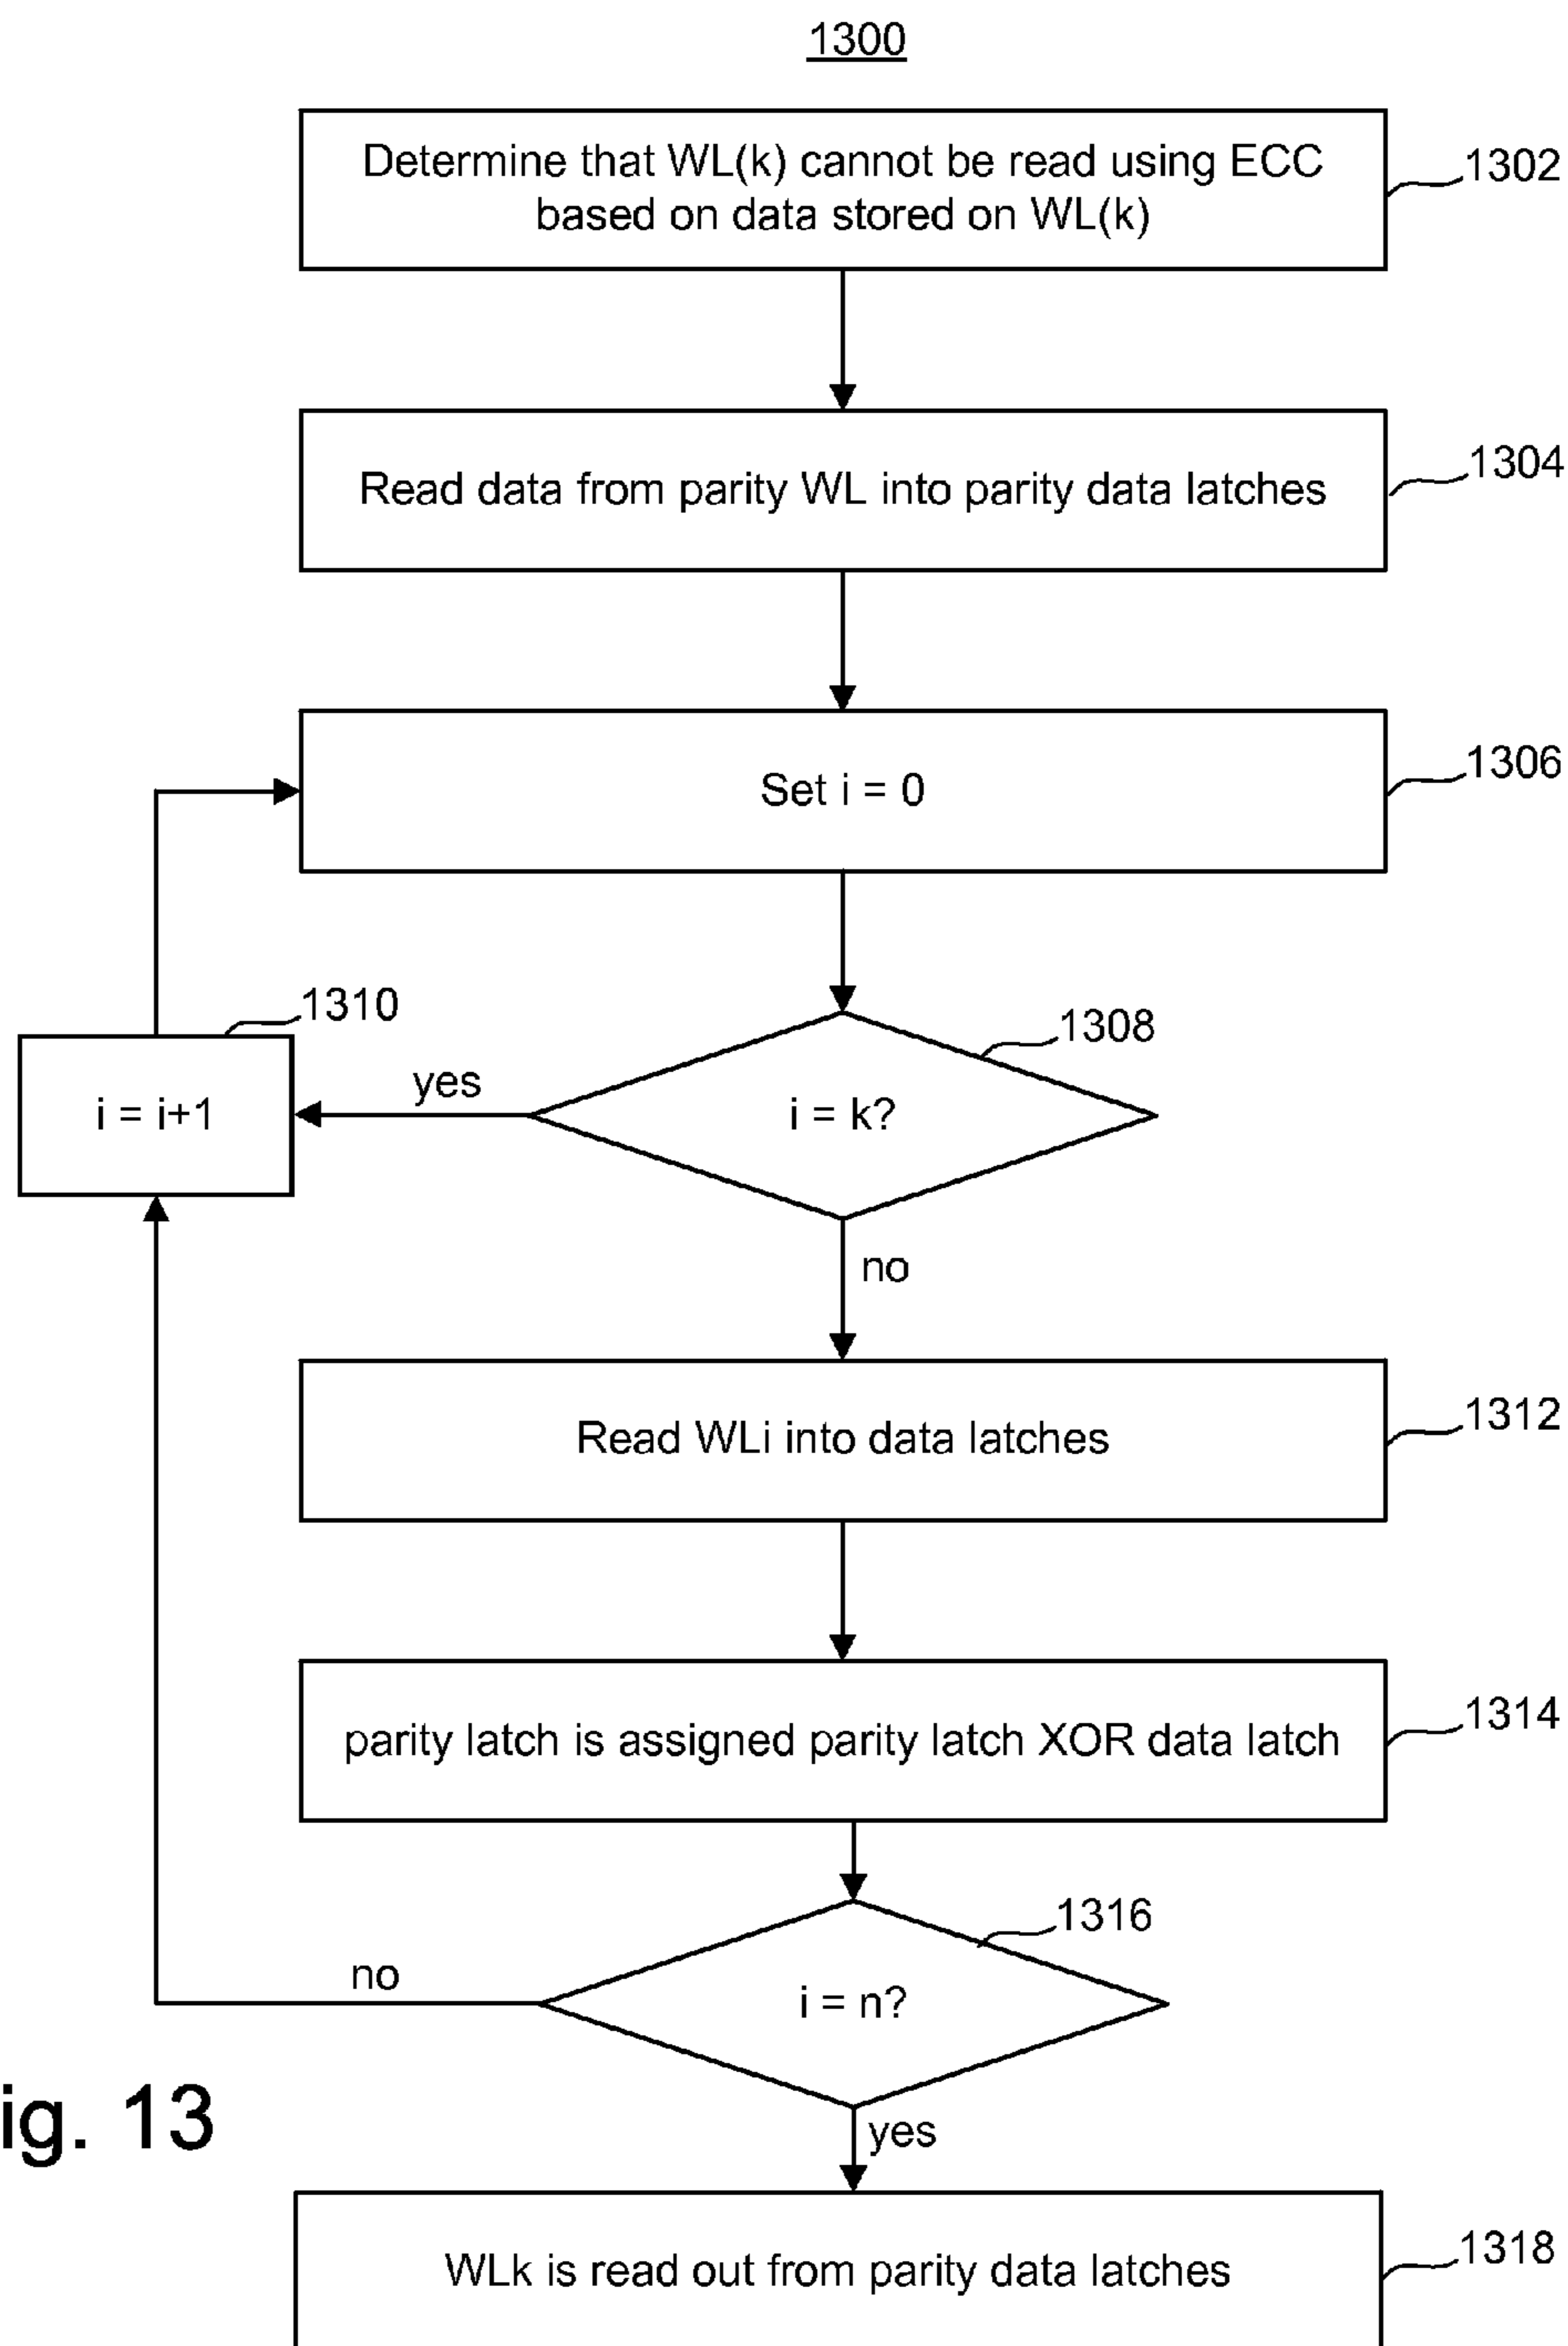 1300
Determine that WL(k) cannot be read using ECC
based on data stored on WL(k)
1302
Read data from parity WL into parity data latches
1304
Set i = 0
1306
1310
i = i+1
yes
i = k?
1308
no
Read WLi into data latches
1312
parity latch is assigned parity latch XOR data latch
1314
1316
no
i = n?
ig. 13
yes
WLk is read out from parity data latches
1318